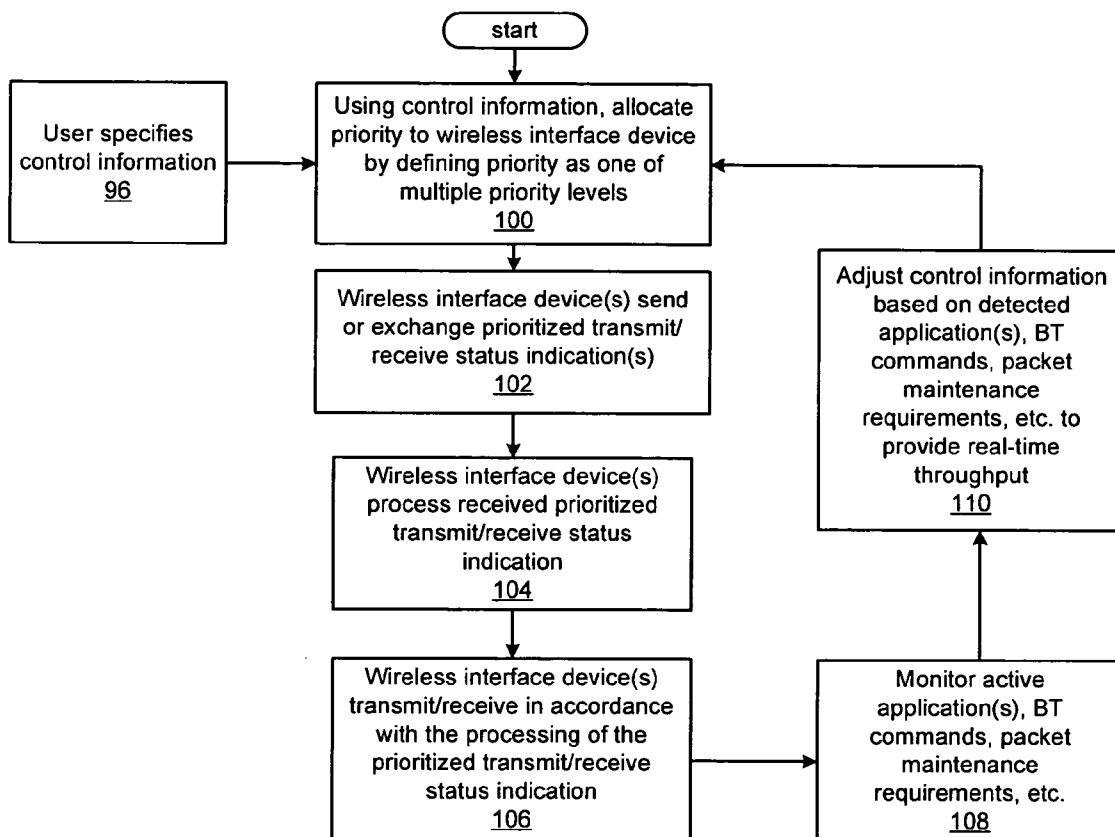 start
User specifies
control information
96
Using control information, allocate
priority to wireless interface device
by defining priority as one of
multiple priority levels
100
Wireless interface device(s) send
or exchange prioritized transmit/
receive status indication(s)
102
Wireless interface device(s)
process received prioritized
transmit/receive status
indication
104
Wireless interface device(s)
transmit/receive in accordance
with the processing of the
prioritized transmit/receive
status indication
106
Monitor active
application(s), BT
commands, packet
maintenance
requirements, etc.
108
Adjust control information
based on detected
application(s), BT
commands, packet
maintenance
requirements, etc. to
provide real-time
throughput
110